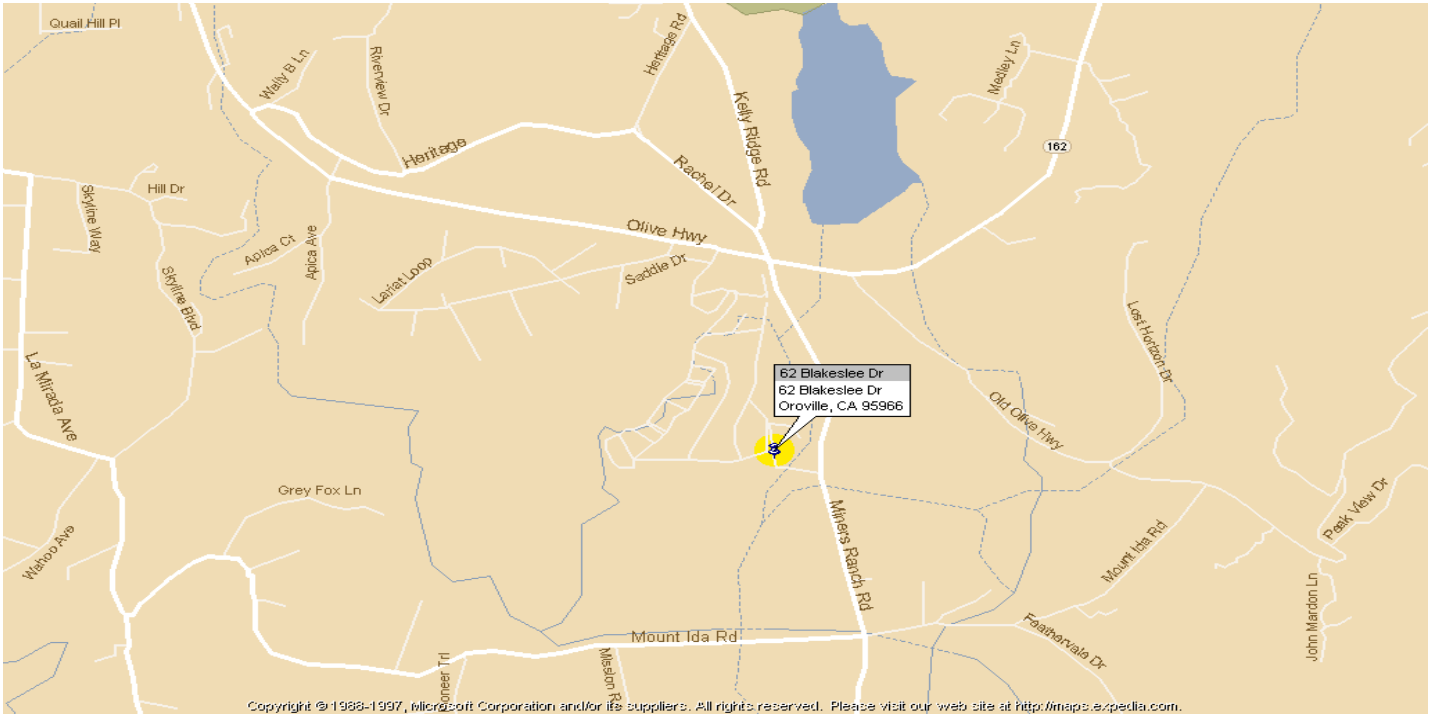 Quail Hill Pl
Wally B Ln
Riverview Dr
Heritage Rd
Kelly Ridge Rd
Medley Ln
162
Heritage
Rachel Dr
Hill Dr
Skyline Way
Olive Hwy
Apica Ct
Apica Ave
Lariat Loop
Saddle Dr
Skyline Blvd
Lost Horizon Dr
La Mirada Ave
62 Blakeslee Dr
62 Blakeslee Dr
Oroville, CA 95966
Old Olive Hwy
Grey Fox Ln
Peak View Dr
Wahoo Ave
Miners Ranch Rd
Mount Ida Rd
John Mardon Ln
Mount Ida Rd
Feathervale Dr
oneer Trl
Mission R
Copyright © 1988-1997, Microsoft Corporation and/or its suppliers. All rights reserved. Please visit our web site at http://maps.expedia.com.